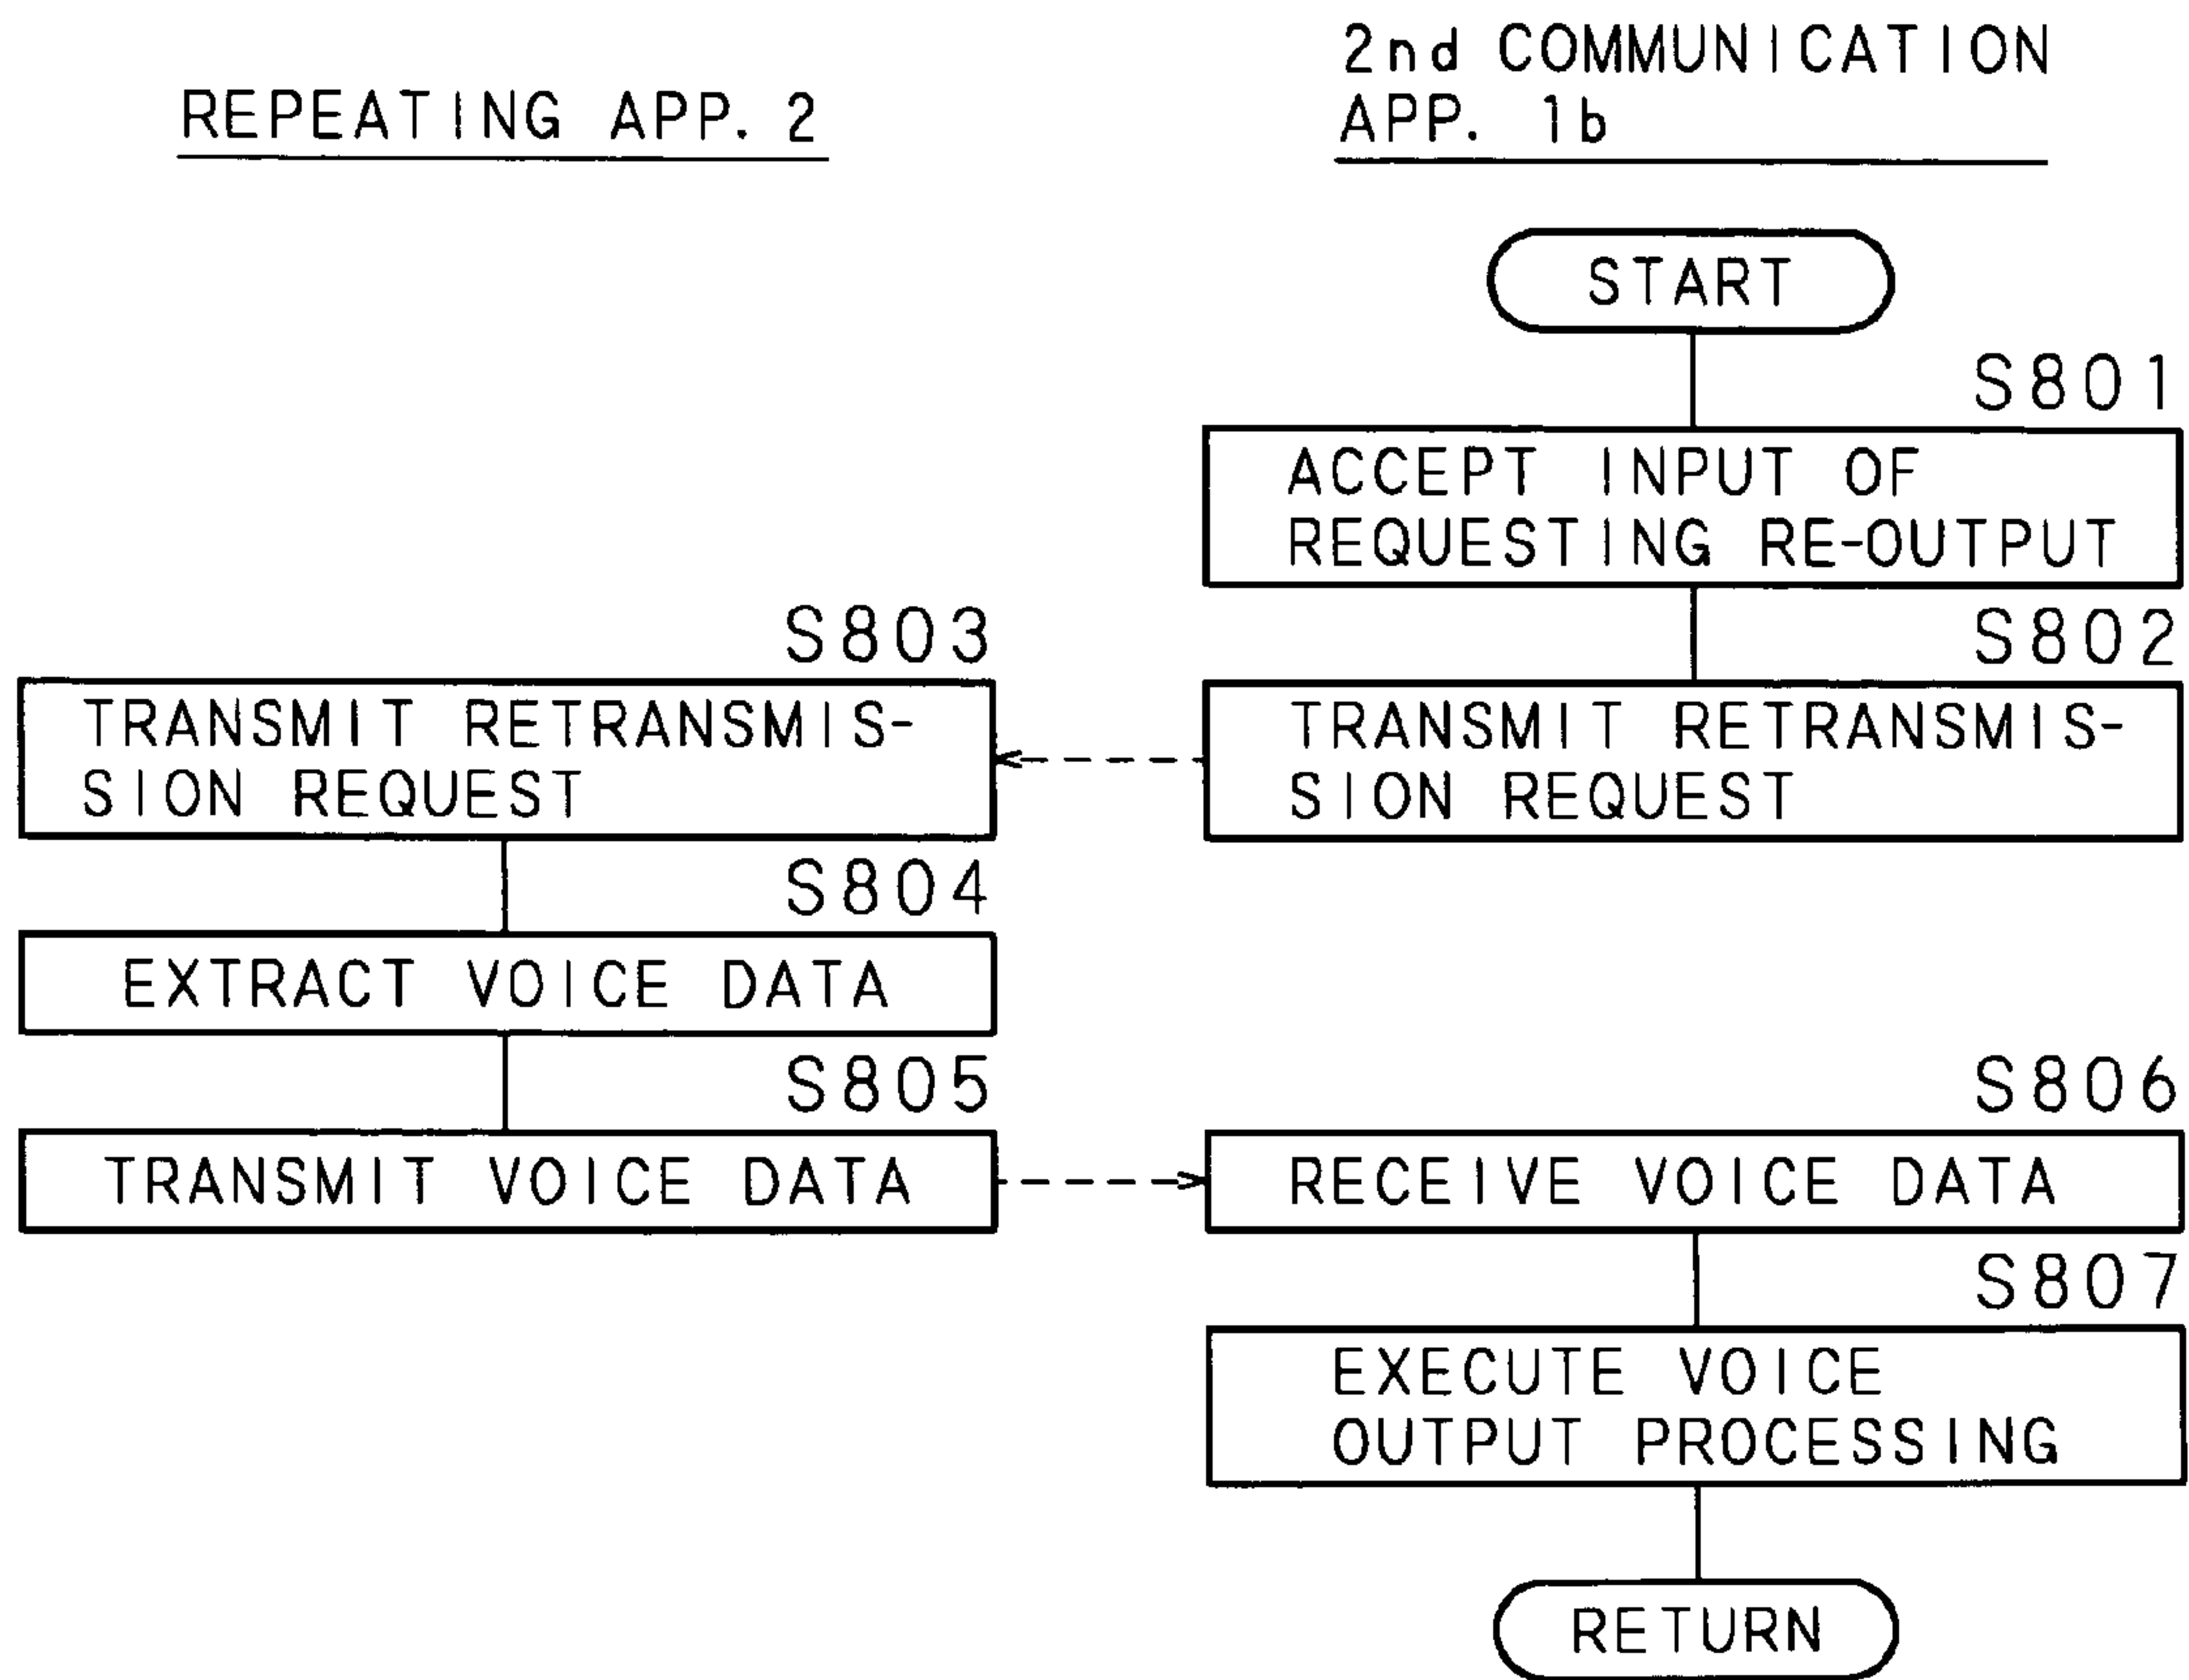 REPEATING APP. 2
2nd COMMUNICATION
APP. 1b
START
S801
ACCEPT INPUT OF
REQUESTING RE-OUTPUT
S802
TRANSMIT RETRANSMIS-
SION REQUEST
S803
TRANSMIT RETRANSMIS-
SION REQUEST
S804
EXTRACT VOICE DATA
S805
TRANSMIT VOICE DATA
S806
RECEIVE VOICE DATA
S807
EXECUTE VOICE
OUTPUT PROCESSING
RETURN